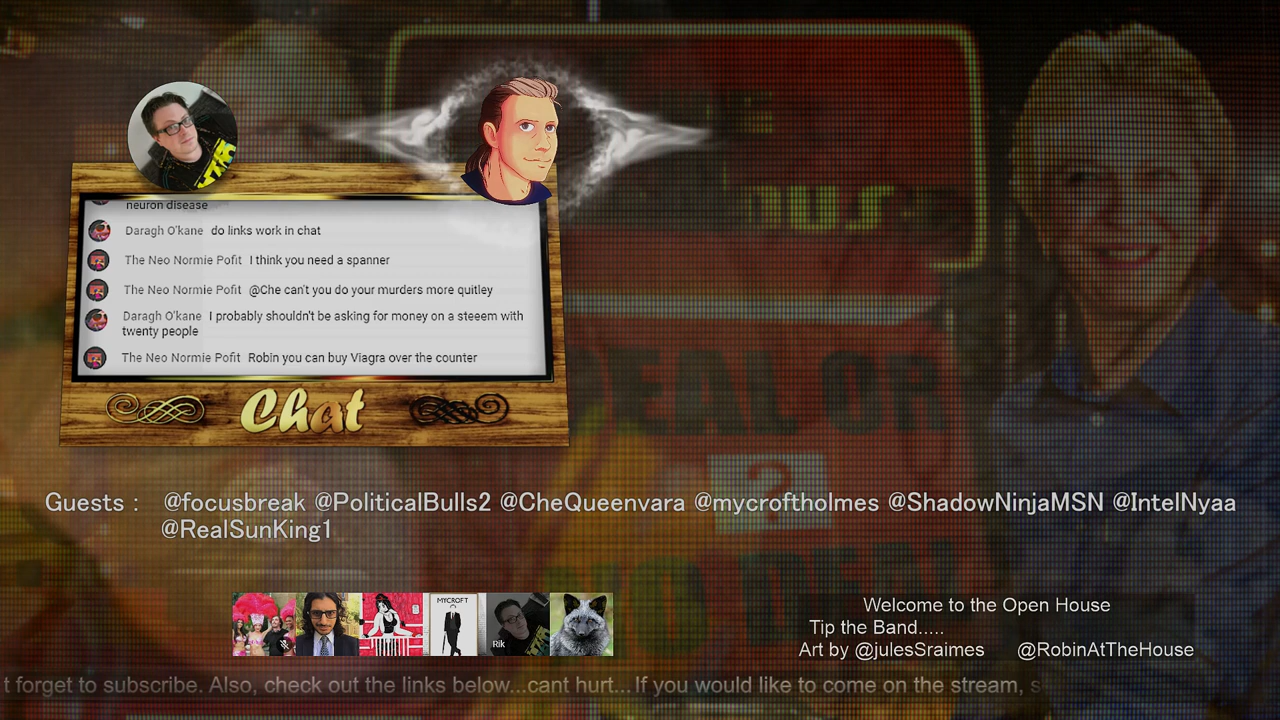 neuron disease
Daragh O'kane do links work in chat
The Neo Normie Pofit I think you need a spanner
The Neo Normie Pofit @Che can't you do your murders more quitley
Daragh O'kane I probably shouldn't be asking for money on a steeem with
twenty people
The Neo Normie Pofit Robin you can buy Viagra over the counter
Chat
DEAL OR
?
NO DEAL
Guests : @focusbreak @PoliticalBulls2 @CheQueenvara @mycroftholmes @ShadowNinjaMSN @IntelNyaa
@RealSunKing1
MYCROFT
Rik
Welcome to the Open House
Tip the Band.....
Art by @julesSraimes @RobinAtTheHouse
t forget to subscribe. Also, check out the links below...cant hurt... If you would like to come on the stream, s